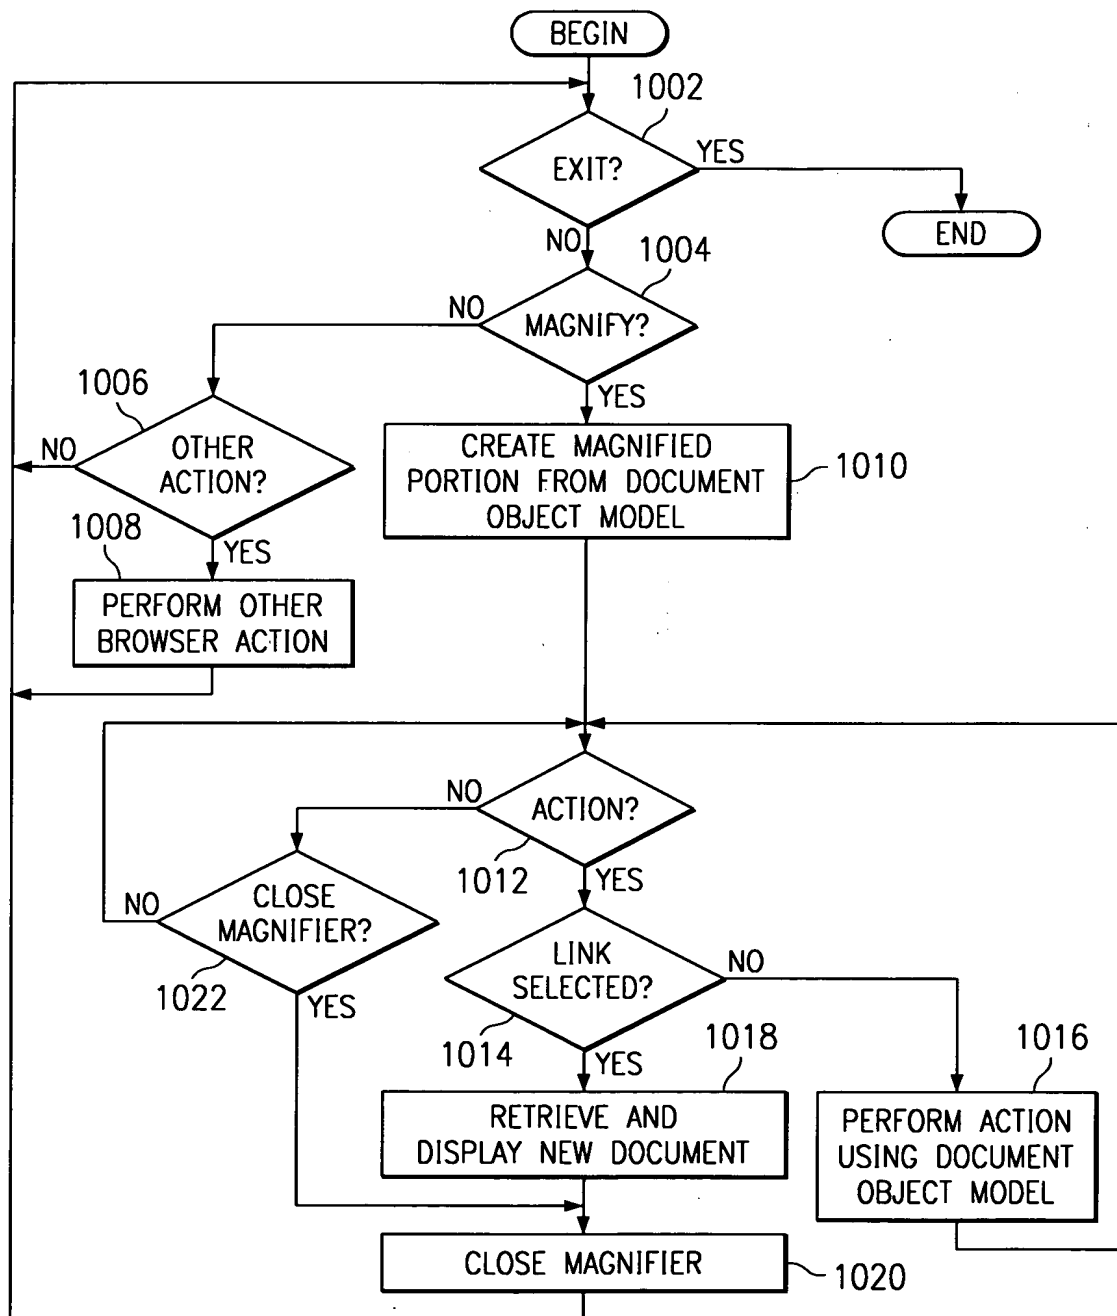 BEGIN
1002
EXIT?
YES
END
NO
1004
NO
MAGNIFY?
YES
1006
NO
OTHER
ACTION?
YES
CREATE MAGNIFIED
PORTION FROM DOCUMENT
OBJECT MODEL
1010
1008
PERFORM OTHER
BROWSER ACTION
NO
ACTION?
1012
YES
NO
CLOSE
MAGNIFIER?
1022
YES
LINK
SELECTED?
NO
1014
YES
1018
RETRIEVE AND
DISPLAY NEW DOCUMENT
1016
PERFORM ACTION
USING DOCUMENT
OBJECT MODEL
CLOSE MAGNIFIER
1020